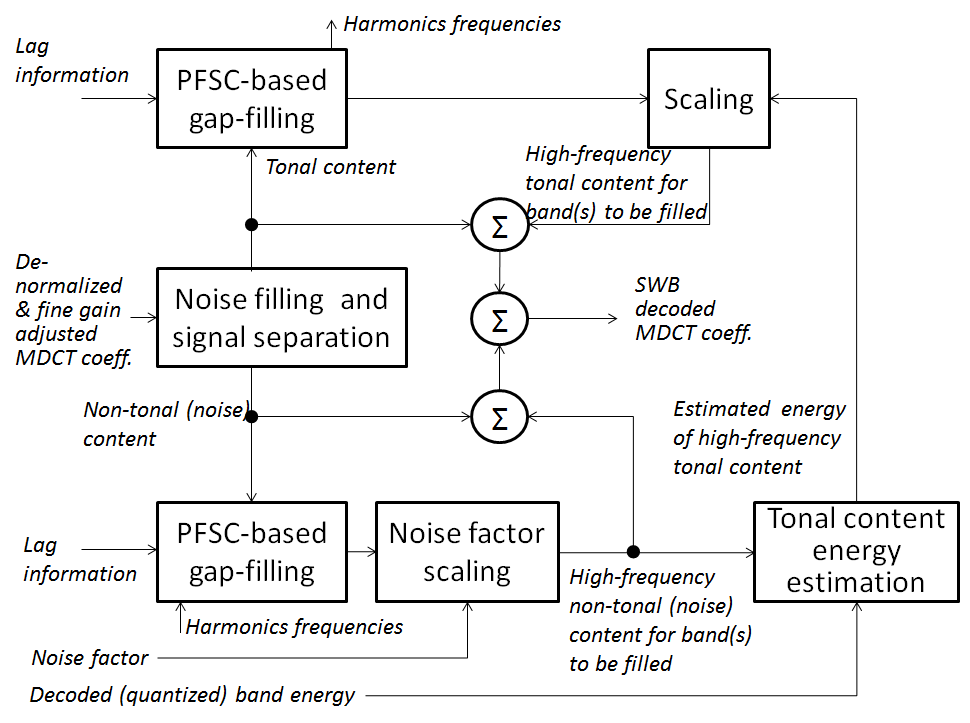 Harmonics frequencies
Lag
information
PFSC-based
gap-filling
Scaling
Tonal content
High-frequency
tonal content for
band(s) to be filled
Σ
De-
normalized
& fine gain
adjusted
MDCT coeff.
Noise filling and
signal separation
Σ
SWB
decoded
MDCT coeff.
Non-tonal (noise)
content
Σ
Estimated energy
of high-frequency
tonal content
Lag
information
PFSC-based
gap-filling
Noise factor
scaling
Tonal content
energy
estimation
High-frequency
non-tonal (noise)
content for band(s)
to be filled
Harmonics frequencies
Noise factor
Decoded (quantized) band energy